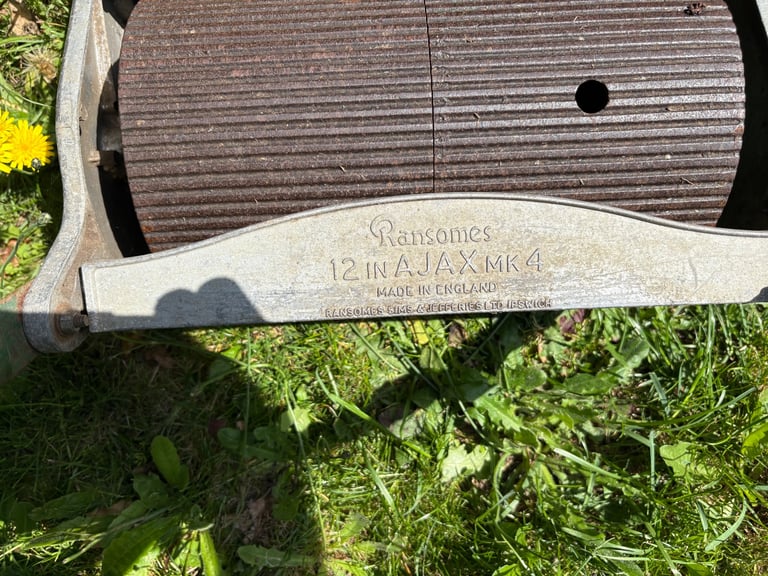 Ransomes
12 IN AJAX MK 4
MADE IN ENGLAND
RANSOMES SIMS & JEFFERIES LTD IPSWICH